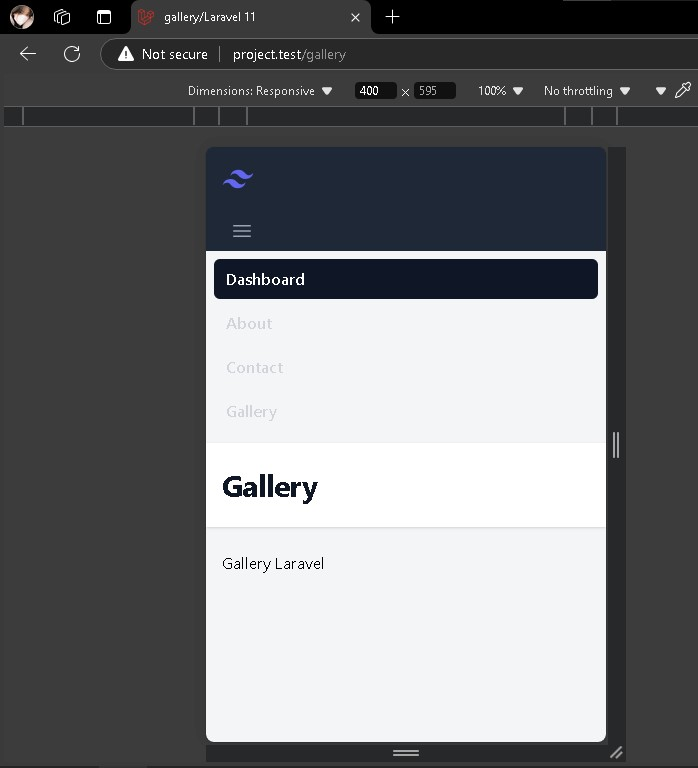 gallery/Laravel 11
Not secure project.test/gallery
Dimensions: Responsive 400 × 595 100% No throttling
Dashboard
About
Contact
Gallery
Gallery
Gallery Laravel